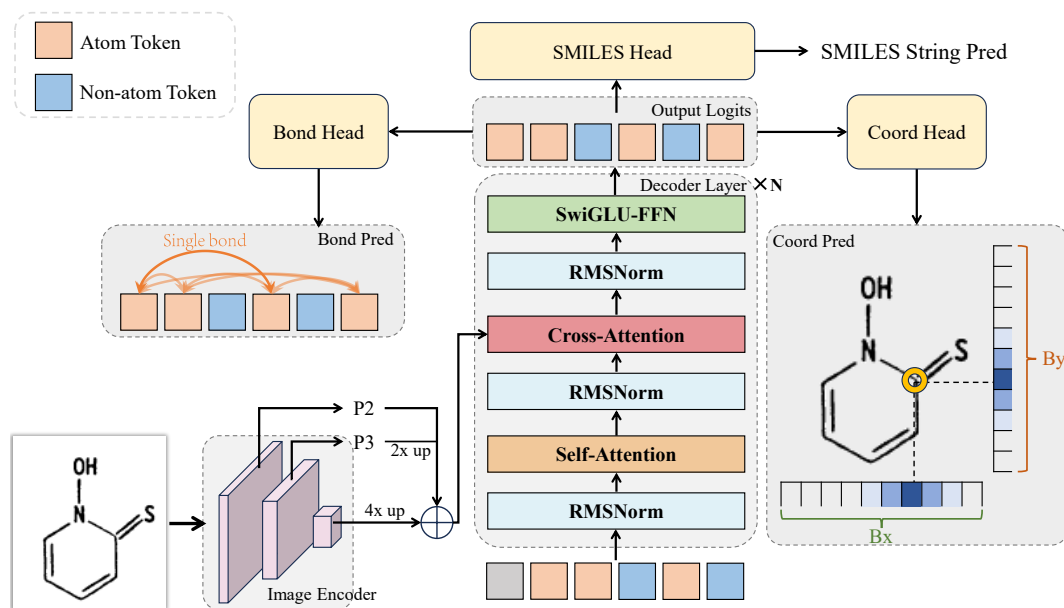 Atom Token
Non-atom Token
SMILES Head
SMILES String Pred
Bond Head
Output Logits
Coord Head
Decoder Layer ×N
SwiGLU-FFN
Bond Pred
Single bond
RMSNorm
Cross-Attention
RMSNorm
Self-Attention
RMSNorm
Coord Pred
OH
N
S
By
Bx
P2
P3
2x up
4x up
OH
N
S
Image Encoder